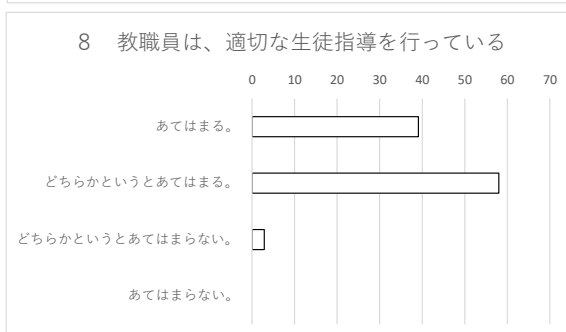 8　教職員は、適切な生徒指導を行っている
0 10 20 30 40 50 60 70
あてはまる。
どちらかというとあてはまる。
どちらかというとあてはまらない。
あてはまらない。